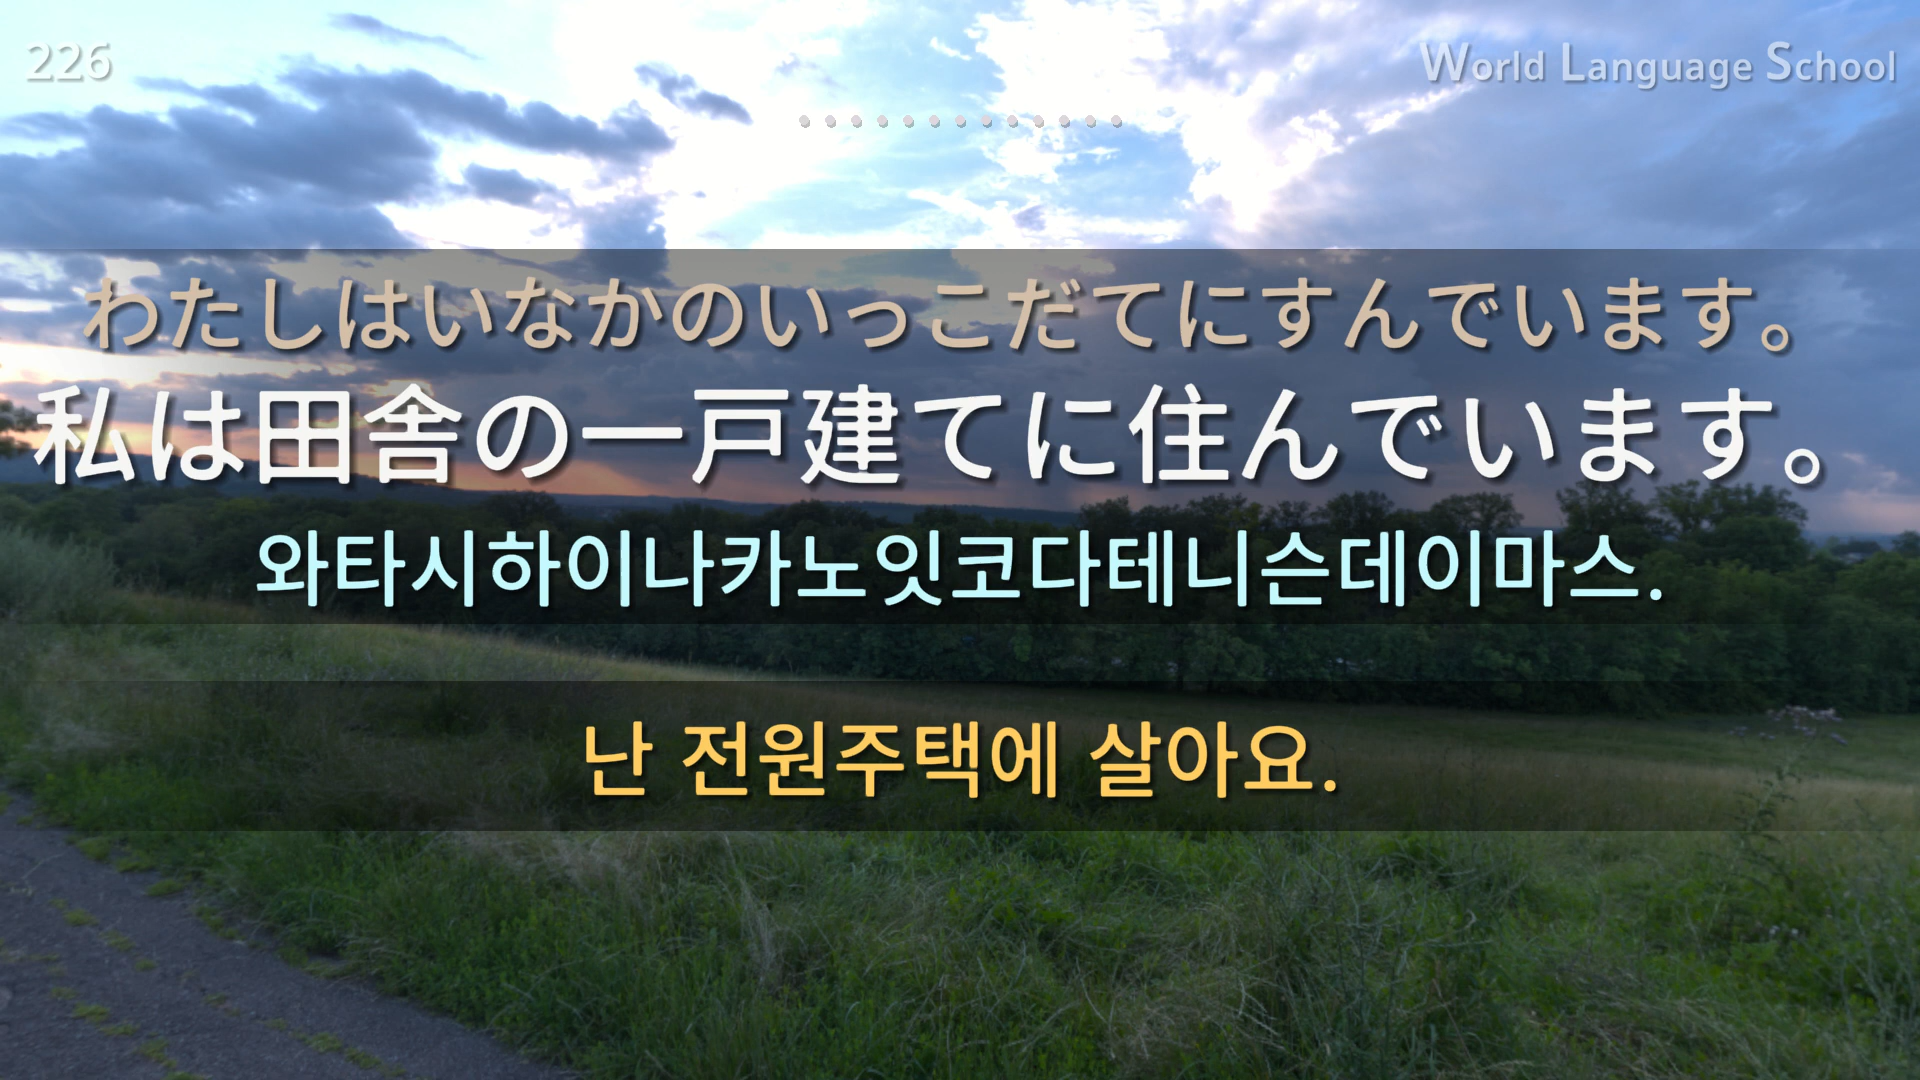 226
World Language School
わたしはいなかのいっこだてにすんでいます。
私は田舎の一戸建てに住んでいます。
와타시하이나카노잇코다테니슨데이마스.
난 전원주택에 살아요.